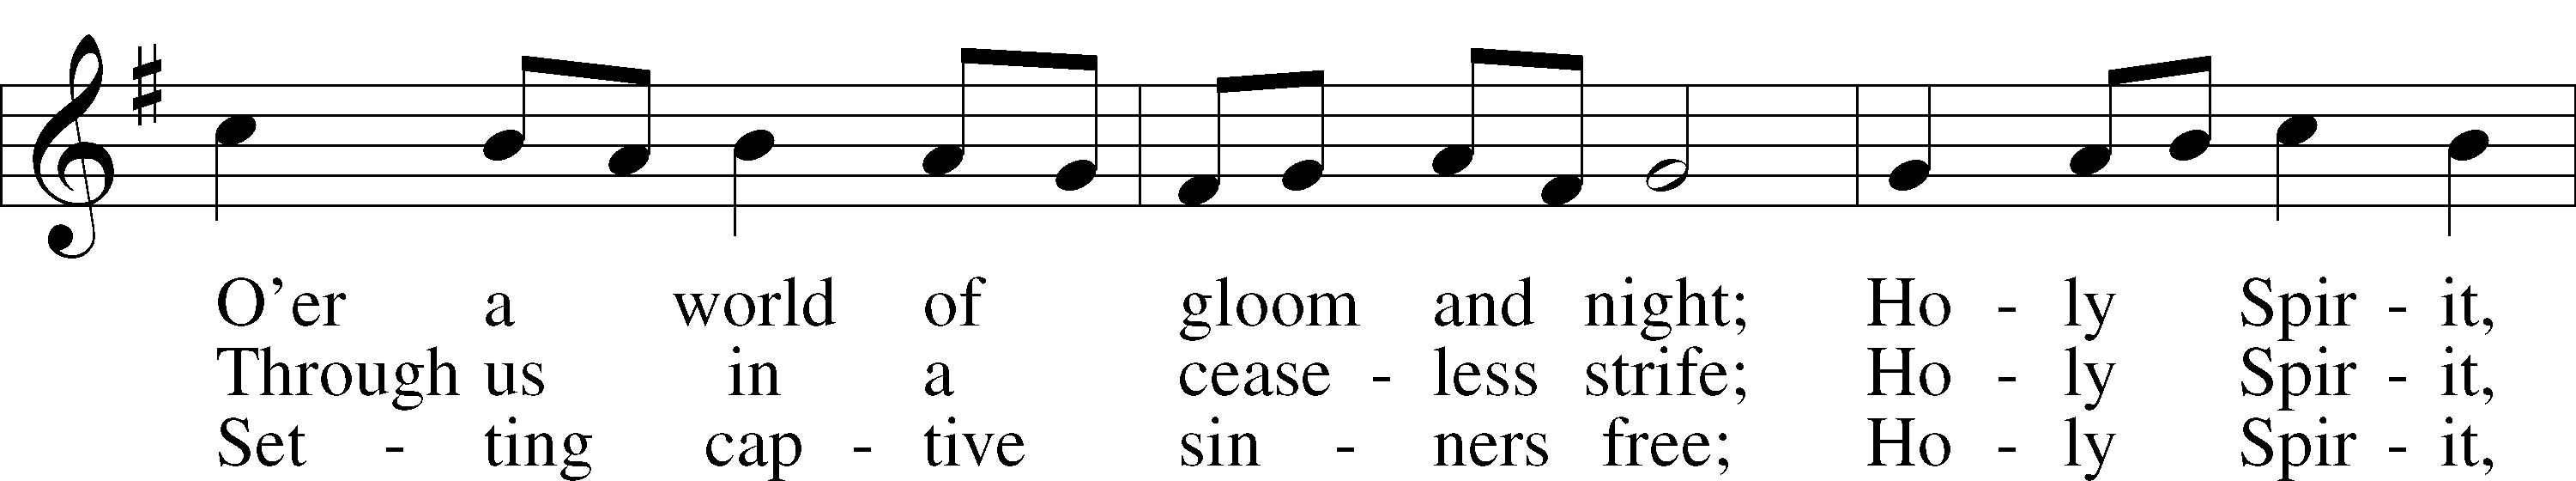 O’er a world of gloom and night; Ho - ly Spir - it,
Through us in a cease - less strife; Ho - ly Spir - it,
Set - ting cap - tive sin - ners free; Ho - ly Spir - it,